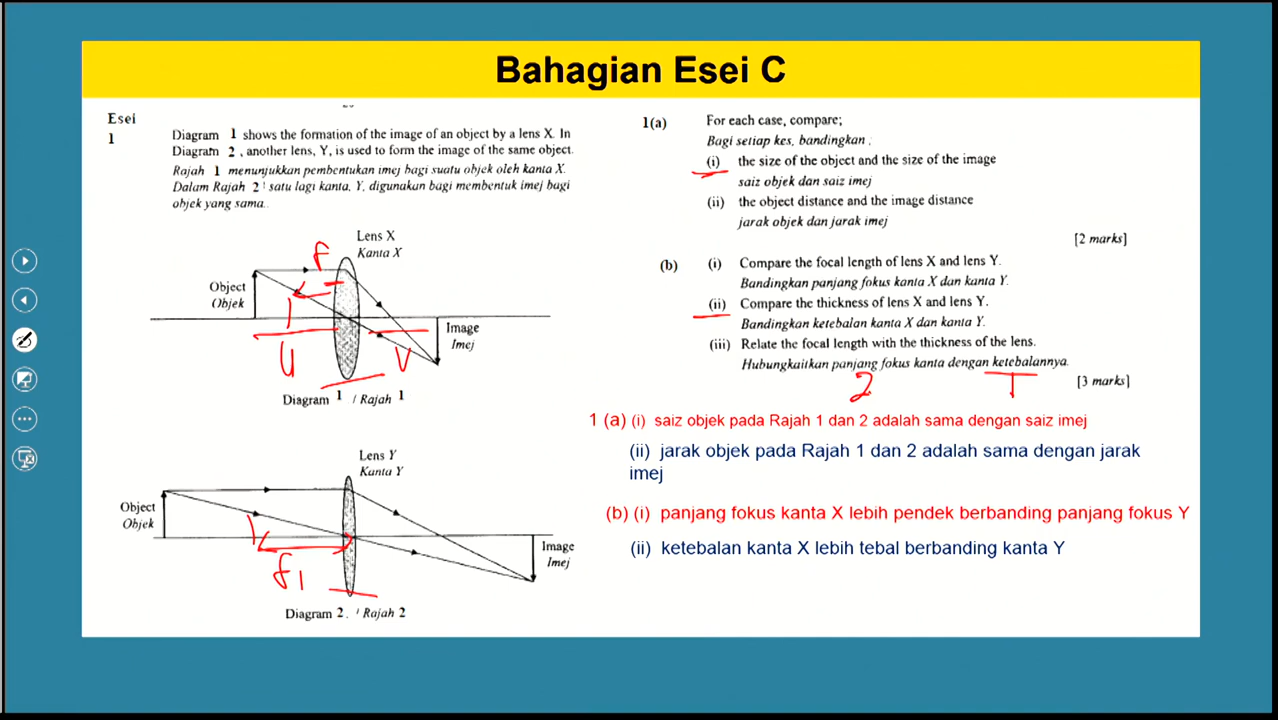 Bahagian Esei C
Esei
1
Diagram 1 shows the formation of the image of an object by a lens X. In
Diagram 2 , another lens, Y, is used to form the image of the same object.
Rajah 1 menunjukkan pembentukan imej bagi suatu objek oleh kanta X.
Dalam Rajah 2 satu lagi kanta, Y, digunakan bagi membentuk imej bagi
objek yang sama..
Lens X
Kanta X
F
Object
Objek
Image
Imej
U
V
Diagram 1 / Rajah 1
Lens Y
Kanta Y
Object
Objek
Image
Imej
f1
Diagram 2. / Rajah 2
1(a) For each case, compare;
Bagi setiap kes, bandingkan ;
(i) the size of the object and the size of the image
saiz objek dan saiz imej
(ii) the object distance and the image distance
jarak objek dan jarak imej
[2 marks]
(b) (i) Compare the focal length of lens X and lens Y.
Bandingkan panjang fokus kanta X dan kanta Y.
(ii) Compare the thickness of lens X and lens Y.
Bandingkan ketebalan kanta X dan kanta Y.
(iii) Relate the focal length with the thickness of the lens.
Hubungkaitkan panjang fokus kanta dengan ketebalannya.
2 1
[3 marks]
1 (a) (i) saiz objek pada Rajah 1 dan 2 adalah sama dengan saiz imej
(ii) jarak objek pada Rajah 1 dan 2 adalah sama dengan jarak
imej
(b) (i) panjang fokus kanta X lebih pendek berbanding panjang fokus Y
(ii) ketebalan kanta X lebih tebal berbanding kanta Y